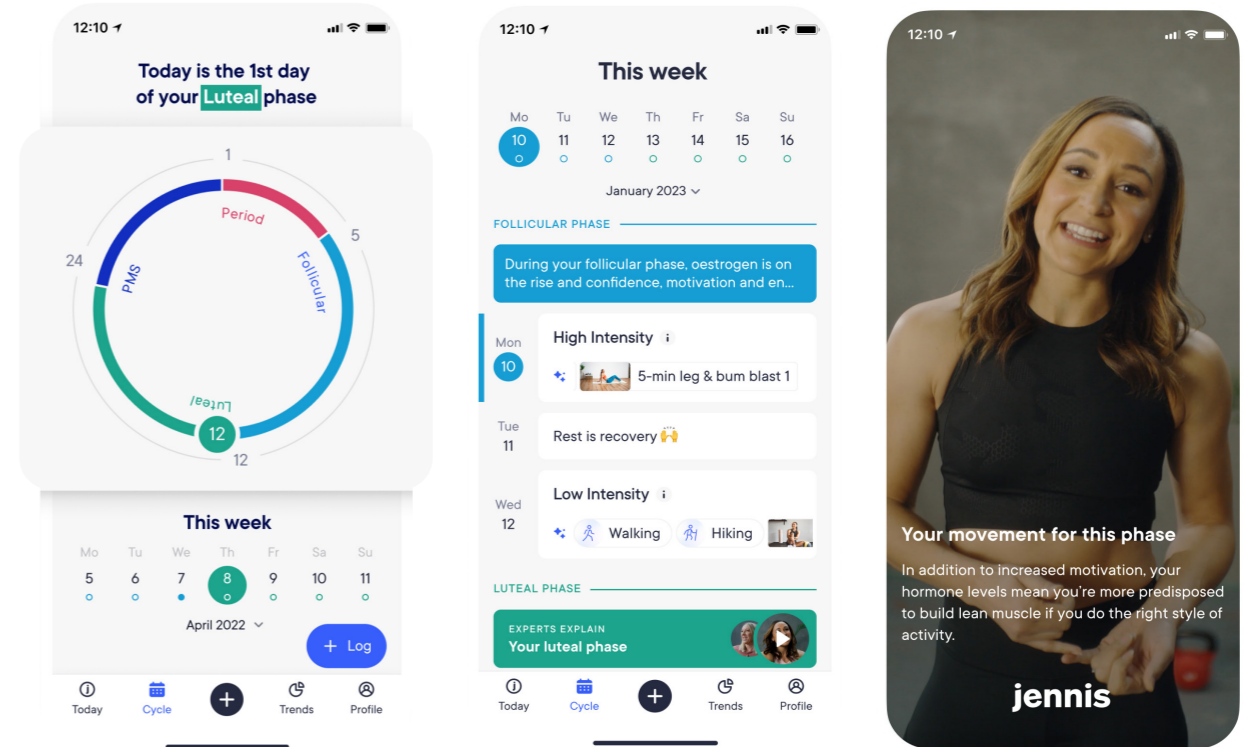 12:10
Today is the 1st day
of your Luteal phase
1
Period
5
Follicular
24
PMS
Luteal
12
12
This week
Mo Tu We Th Fr Sa Su
5 6 7 8 9 10 11
April 2022
+ Log
Today Cycle + Trends Profile
12:10
This week
Mo Tu We Th Fr Sa Su
10 11 12 13 14 15 16
January 2023
FOLLICULAR PHASE
During your follicular phase, oestrogen is on
the rise and confidence, motivation and en...
Mon
10
High Intensity i
5-min leg & bum blast 1
Tue
11
Rest is recovery 🙌
Wed
12
Low Intensity i
Walking Hiking
LUTEAL PHASE
EXPERTS EXPLAIN
Your luteal phase
Today Cycle + Trends Profile
12:10
Your movement for this phase
In addition to increased motivation, your
hormone levels mean you're more predisposed
to build lean muscle if you do the right style of
activity.
jennis